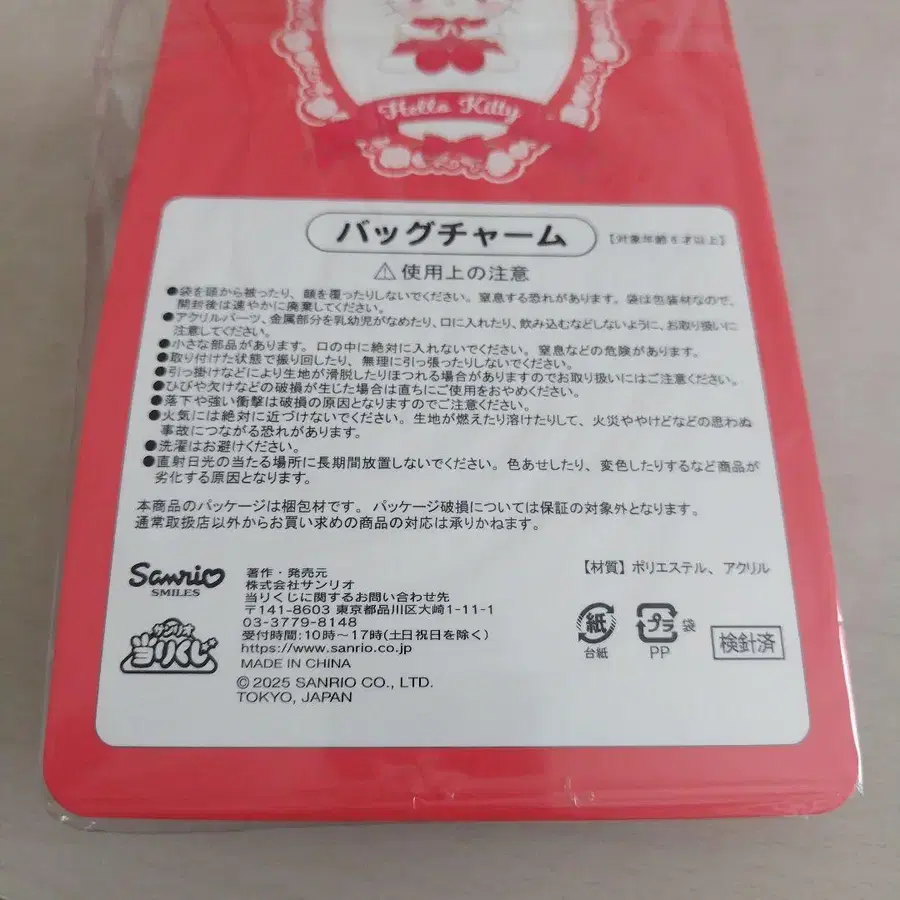 Hello Kitty
バッグチャーム
【対象年齢6才以上】
⚠使用上の注意
●袋を頭から被ったり、顔を覆ったりしないでください。窒息する恐れがあります。袋は包装材なので、
開封後は速やかに廃棄してください。
●アクリルパーツ、金属部分を乳幼児がなめたり、口に入れたり、飲み込むなどしないように、お取り扱いに
注意してください。
●小さな部品があります。口の中に絶対に入れないでください。窒息などの危険があります。
●取り付けた状態で振り回したり、無理に引っ張ったりしないでください。
●引っ掛けなどにより生地が滑脱したりほつれる場合がありますのでお取り扱いにはご注意ください。
●ひびや欠けなどの破損が生じた場合は直ちにご使用をおやめください。
●落下や強い衝撃は破損の原因となりますのでご注意ください。
●火気には絶対に近づけないでください。生地が燃えたり溶けたりして、火災ややけどなどの思わぬ
事故につながる恐れがあります。
●洗濯はお避けください。
●直射日光の当たる場所に長期間放置しないでください。色あせしたり、変色したりするなど商品が
劣化する原因となります。
本商品のパッケージは梱包材です。パッケージ破損については保証の対象外となります。
通常取扱店以外からお買い求めの商品の対応は承りかねます。
Sanrio
SMILES
サンリオ
当りくじ
著作・発売元
株式会社サンリオ
当りくじに関するお問い合わせ先
〒141-8603 東京都品川区大崎1-11-1
03-3779-8148
受付時間:10時～17時(土日祝日を除く)
https://www.sanrio.co.jp
MADE IN CHINA
©2025 SANRIO CO., LTD.
TOKYO, JAPAN
【材質】ポリエステル、アクリル
紙
台紙
プラ
袋
PP
検針済